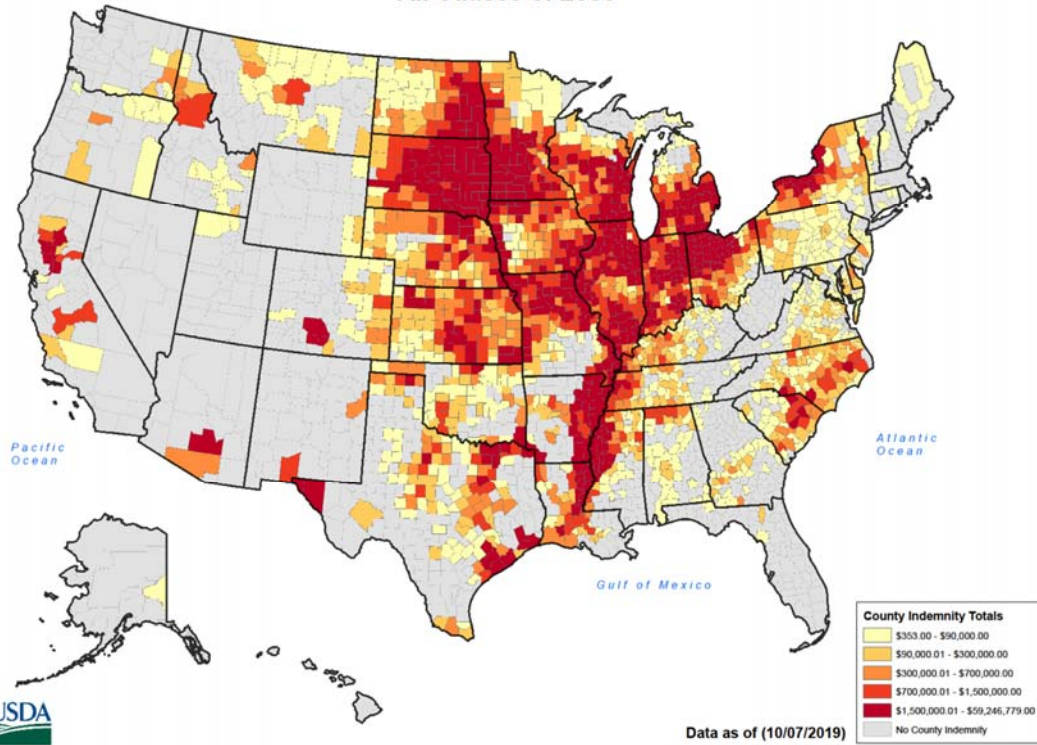 Pacific
Ocean
Atlantic
Ocean
Gulf of Mexico
County Indemnity Totals
$353.00 - $90,000.00
$90,000.01 - $300,000.00
$300,000.01 - $700,000.00
$700,000.01 - $1,500,000.00
$1,500,000.01 - $59,246,779.00
No County Indemnity
USDA
Data as of (10/07/2019)